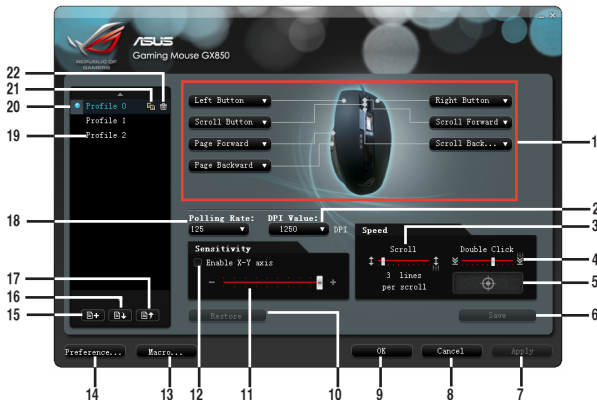 REPUBLIC OF
GAMERS
ASUS
Gaming Mouse GX850
22
21
20
19
Profile 0
Profile 1
Profile 2
Left Button
Scroll Button
Page Forward
Page Backward
Right Button
Scroll Forward
Scroll Back...
1
18
Polling Rate:
125
DPI Value:
1250
DPI
2
3
Speed
Scroll
3 lines
per scroll
Double Click
4
5
Sensitivity
Enable X-Y axis
- +
17
16
15
Restore
Save
6
Preference...
Macro...
OK
Cancel
Apply
14
13
12
11
10
9
8
7